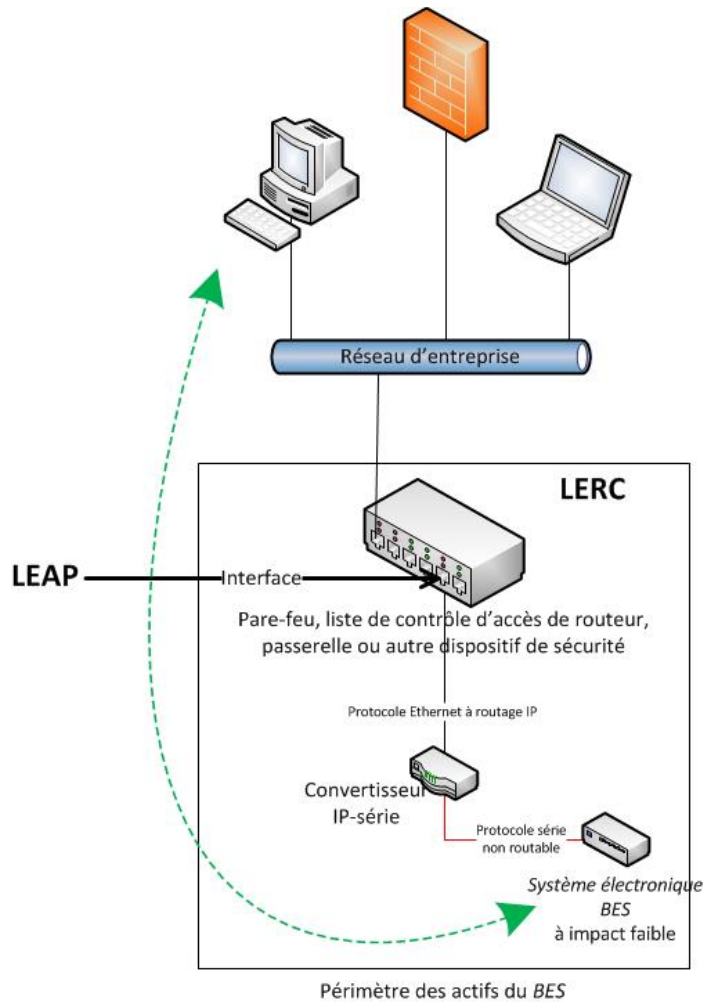 Réseau d'entreprise
LERC
LEAP
Interface
Pare-feu, liste de contrôle d'accès de routeur,
passerelle ou autre dispositif de sécurité
Protocole Ethernet à routage IP
Convertisseur
IP-série
Protocole série
non routable
Système électronique
BES
à impact faible
Périmètre des actifs du BES